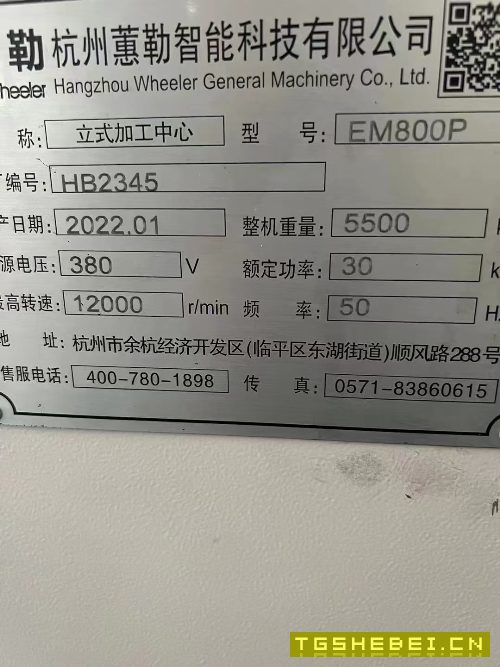 勒 杭州蕙勒智能科技有限公司
heeler Hangzhou Wheeler General Machinery Co., Ltd.
称: 立式加工中心 型 号: EM800P
编号: HB2345
产日期: 2022.01 整机重量: 5500 k
源电压: 380 V 额定功率: 30 k
最高转速: 12000 r/min 频 率: 50 H
地 址: 杭州市余杭经济开发区(临平区东湖街道)顺风路288号
售服电话: 400-780-1898 传 真: 0571-83860615
TGSHEBEI.CN